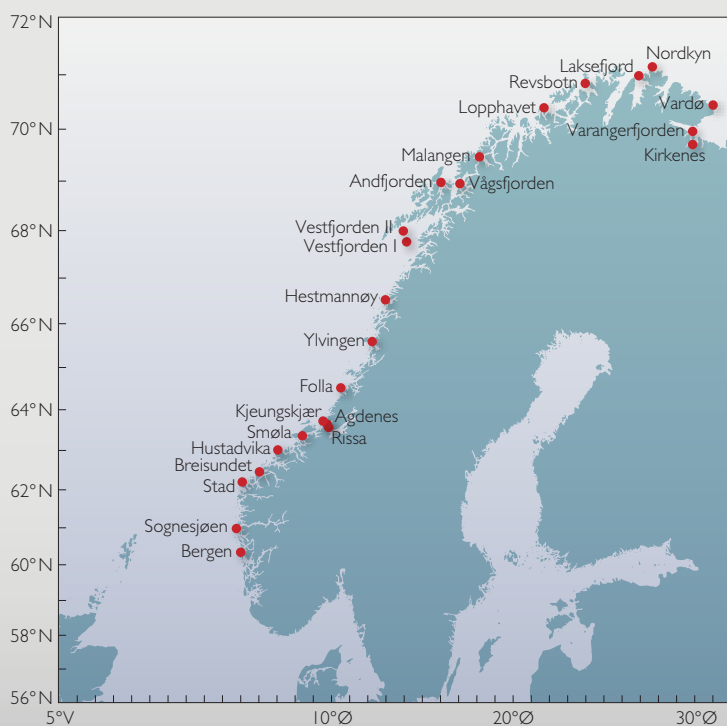 72°N
Nordkyn
Laksefjord
Revsbotn
Lopphavet
Vardø
70°N
Varangerfjorden
Malangen
Kirkenes
Andfjorden
Vågsfjorden
68°N
Vestfjorden II
Vestfjorden I
Hestmannøy
66°N
Ylvingen
Folla
64°N
Kjeungskjær
Agdenes
Smøla
Rissa
Hustadvika
Breisundet
62°N
Stad
Sognesjøen
Bergen
60°N
58°N
56°N
5°V
10°Ø
20°Ø
30°Ø